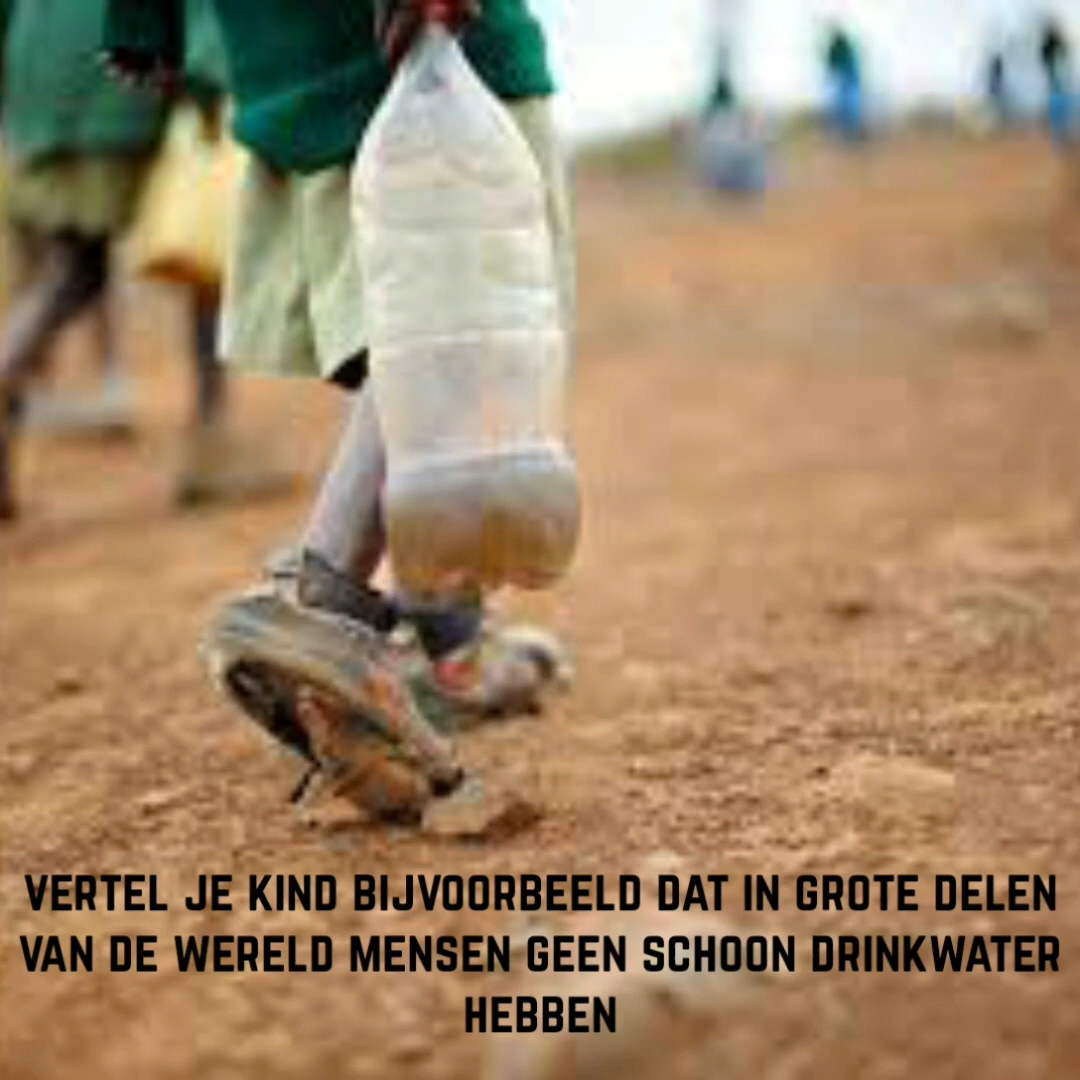 VERTEL JE KIND BIJVOORBEELD DAT IN GROTE DELEN
VAN DE WERELD MENSEN GEEN SCHOON DRINKWATER
HEBBEN